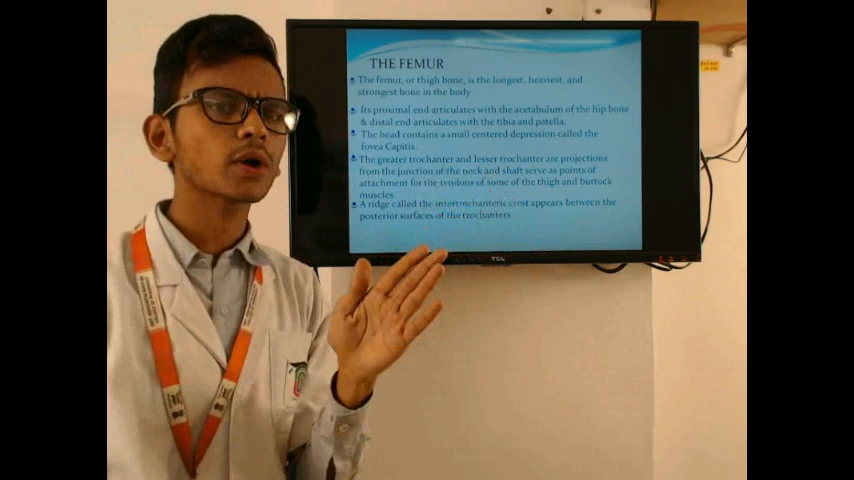 THE FEMUR
The femur, or thigh bone, is the longest, heaviest, and
strongest bone in the body
Its proximal end articulates with the acetabulum of the hip bone
& distal end articulates with the tibia and patella.
The head contains a small centered depression called the
fovea Capitis.
The greater trochanter and lesser trochanter are projections
from the junction of the neck and shaft serve as points of
attachment for the tendons of some of the thigh and buttock
muscles.
A ridge called the intertrochanteric crest appears between the
posterior surfaces of the trochanters
TCL